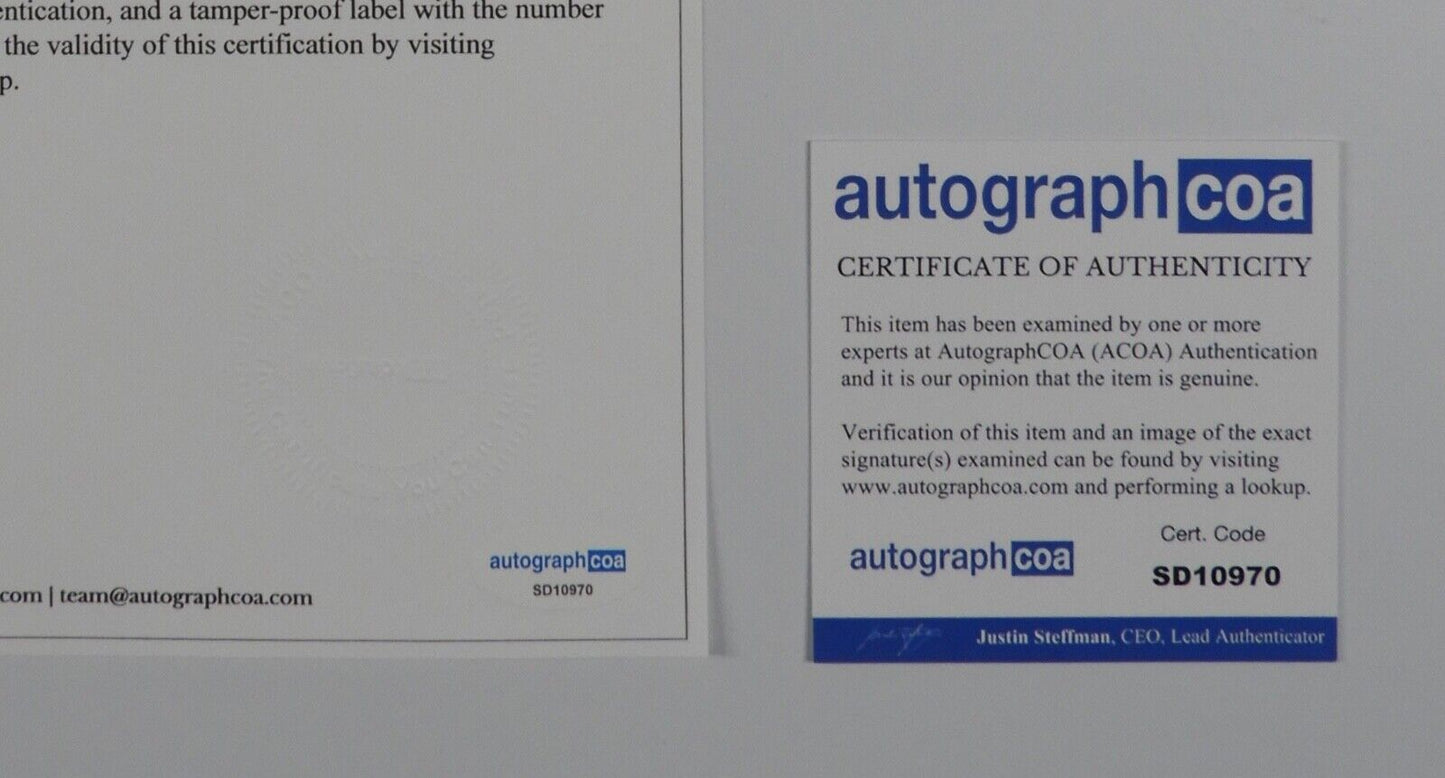 entication, and a tamper-proof label with the number
the validity of this certification by visiting
p.
autographcoa
SD10970
com | team@autographcoa.com
autographcoa
CERTIFICATE OF AUTHENTICITY
This item has been examined by one or more
experts at AutographCOA (ACOA) Authentication
and it is our opinion that the item is genuine.
Verification of this item and an image of the exact
signature(s) examined can be found by visiting
www.autographcoa.com and performing a lookup.
autographcoa
Cert. Code
SD10970
Justin Steffman, CEO, Lead Authenticator